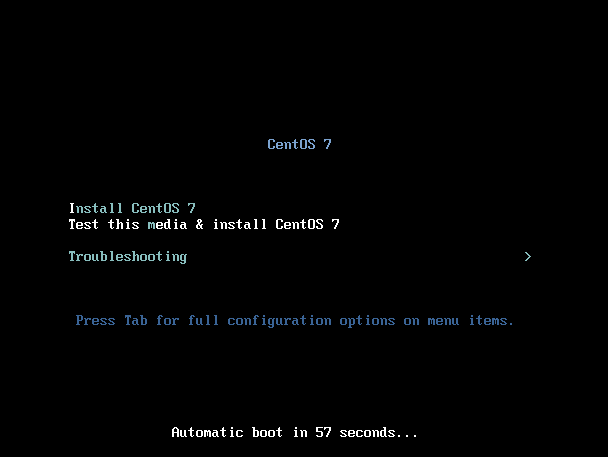 CentOS 7
Install CentOS 7
Test this media & install CentOS 7
Troubleshooting >
Press Tab for full configuration options on menu items.
Automatic boot in 57 seconds...